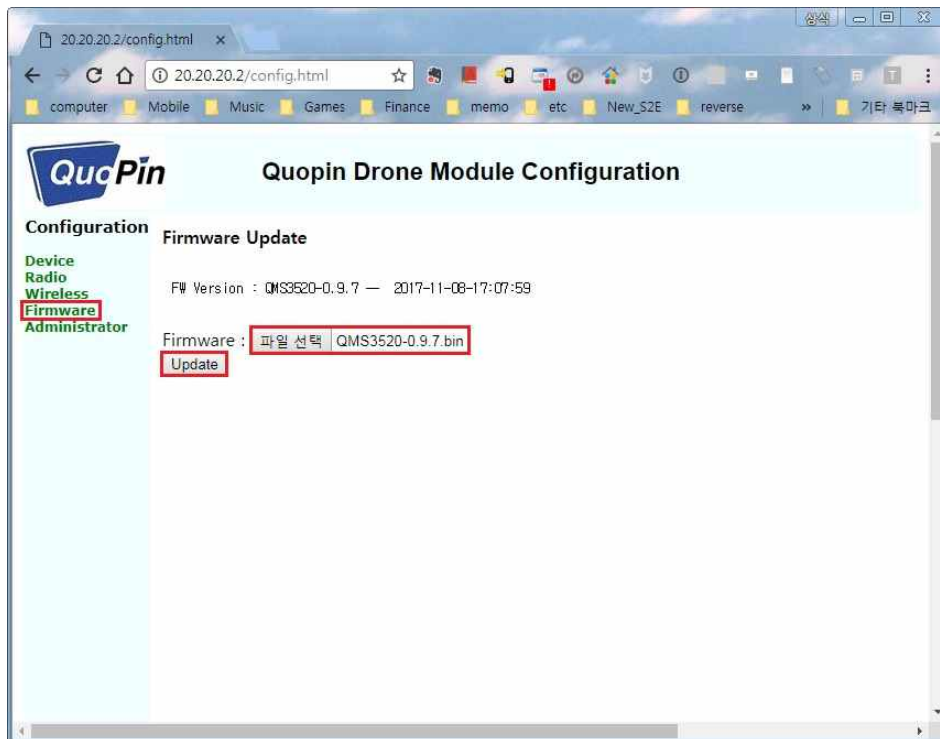 상식
20.20.20.2/config.html
20.20.20.2/config.html
computer Mobile Music Games Finance memo etc New_S2E reverse » 기타 북마크
QuoPin
Quopin Drone Module Configuration
Configuration
Device
Radio
Wireless
Firmware
Administrator
Firmware Update
FW Version : QMS3520-0.9.7 — 2017-11-08-17:07:59
Firmware : 파일 선택 QMS3520-0.9.7.bin
Update